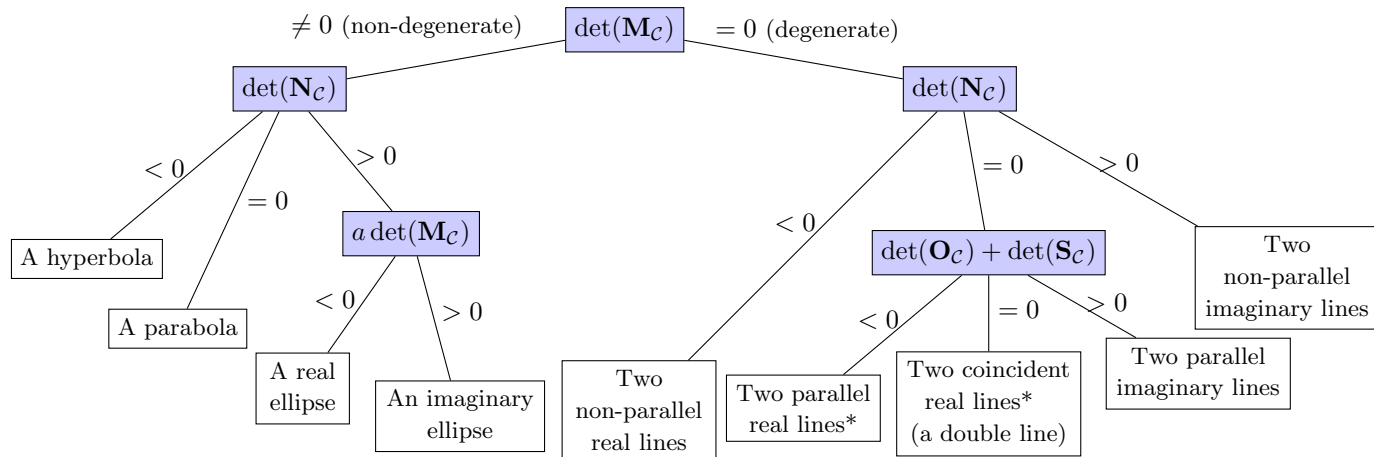 ≠ 0 (non-degenerate)
det(M_C)
= 0 (degenerate)
det(N_C)
det(N_C)
< 0
= 0
> 0
< 0
= 0
> 0
A hyperbola
A parabola
a det(M_C)
< 0
> 0
A real
ellipse
An imaginary
ellipse
Two
non-parallel
real lines
det(O_C) + det(S_C)
< 0
= 0
> 0
Two parallel
real lines*
Two coincident
real lines*
(a double line)
Two parallel
imaginary lines
Two
non-parallel
imaginary lines